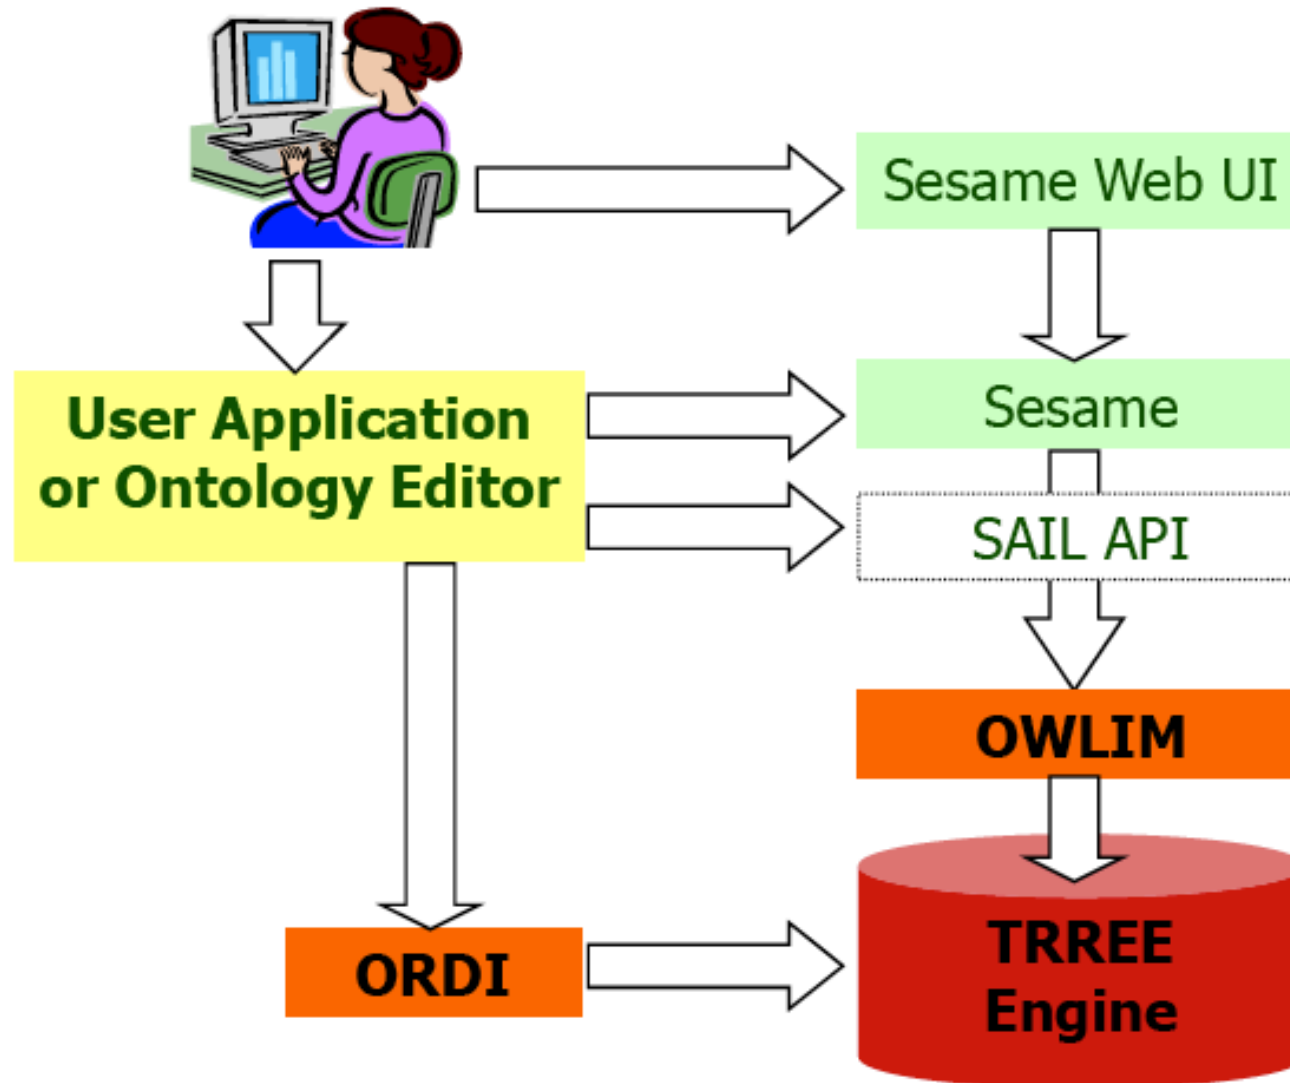 Sesame Web UI
User Application
or Ontology Editor
Sesame
SAIL API
OWLIM
ORDI
TRREE
Engine